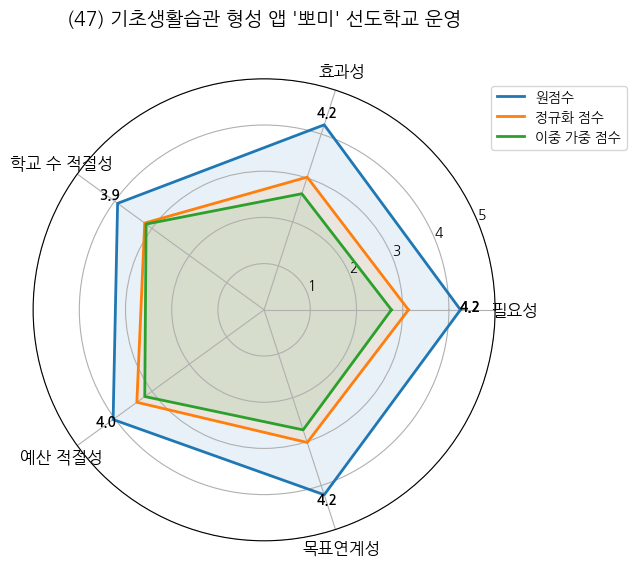 (47) 기초생활습관 형성 앱 '뽀미' 선도학교 운영
효과성
원점수
정규화 점수
이중 가중 점수
4.2
학교 수 적절성
3.9
5
4
3
2
1
4.2
필요성
4.0
예산 적절성
4.2
목표연계성